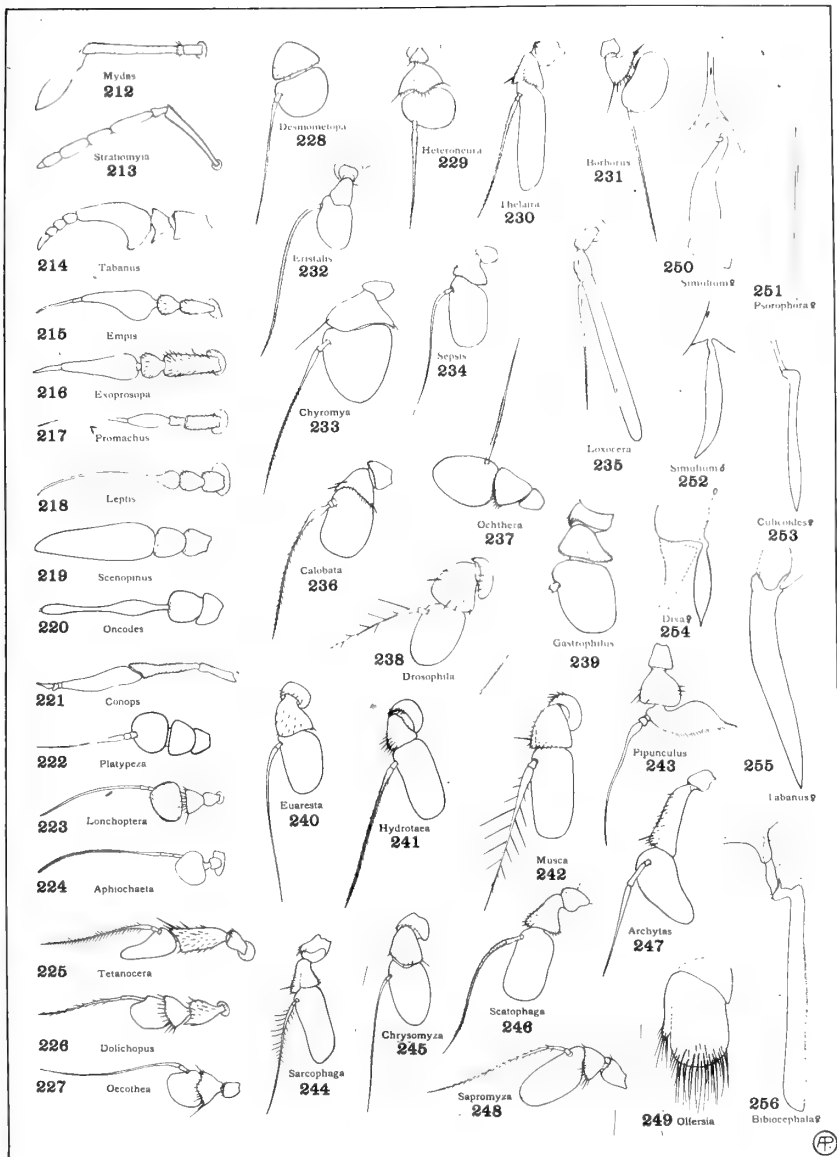 Mydas
212
Stratiomyia
213
214
Tabanus
215
Empis
216
Exoprosopa
217
Promachus
218
Leptis
219
Scenopinus
220
Oncodes
221
Conops
222
Platypeza
223
Lonchoptera
224
Aphiochaeta
225
Tetanocera
226
Dolichopus
227
Oecothea
Desmometopa
228
Heteroneura
229
Thelaira
230
Borborus
231
Eristalis
232
Chyromya
233
Sepsis
234
Loxocera
235
Calobata
236
Ochthera
237
238
Drosophila
Gastrophilus
239
Euaresta
240
Hydrotaea
241
Musca
242
Pipunculus
243
Sarcophaga
244
Chrysomyza
245
Scatophaga
246
Archytas
247
Sapromyza
248
249 Olfersia
250
Simulium♀
251
Psorophora♀
Simulium♂
252
Culicoides♀
253
Dixa♀
254
255
Tabanus♀
256
Bibiocephala♀
AP.